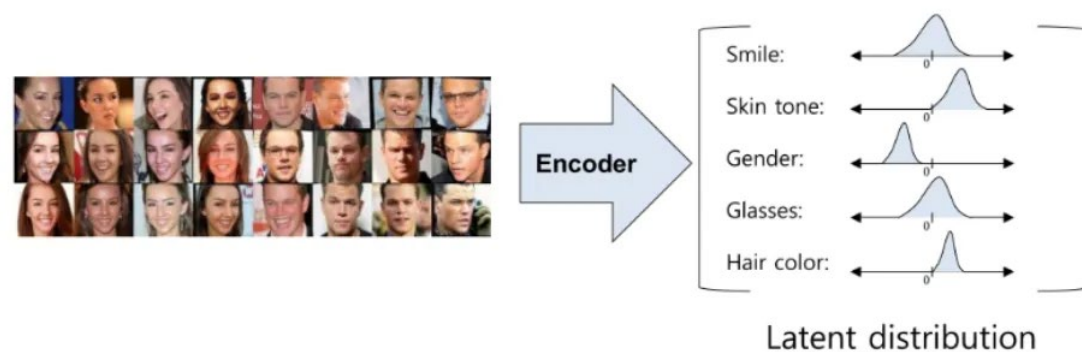 Smile:
0
Skin tone:
0
Encoder
Gender:
0
Glasses:
0
Hair color:
0
Latent distribution